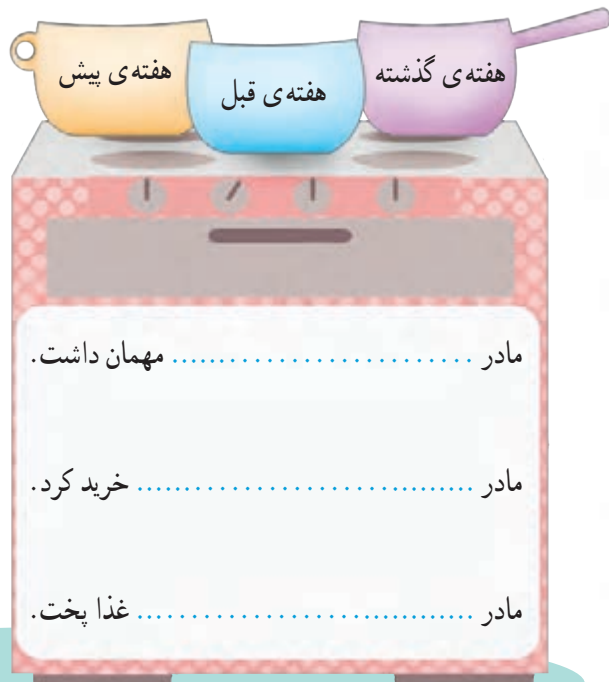 هفته‌ی گذشته
هفته‌ی قبل
هفته‌ی پیش
مادر ............................ مهمان داشت.
مادر ................................ خرید کرد.
مادر ................................ غذا پخت.